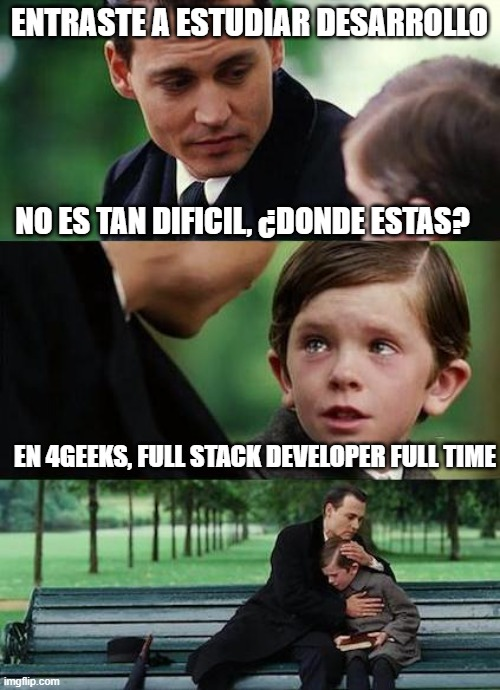 ENTRASTE A ESTUDIAR DESARROLLO
NO ES TAN DIFICIL, ¿DONDE ESTAS?
EN 4GEEKS, FULL STACK DEVELOPER FULL TIME
imgflip.com